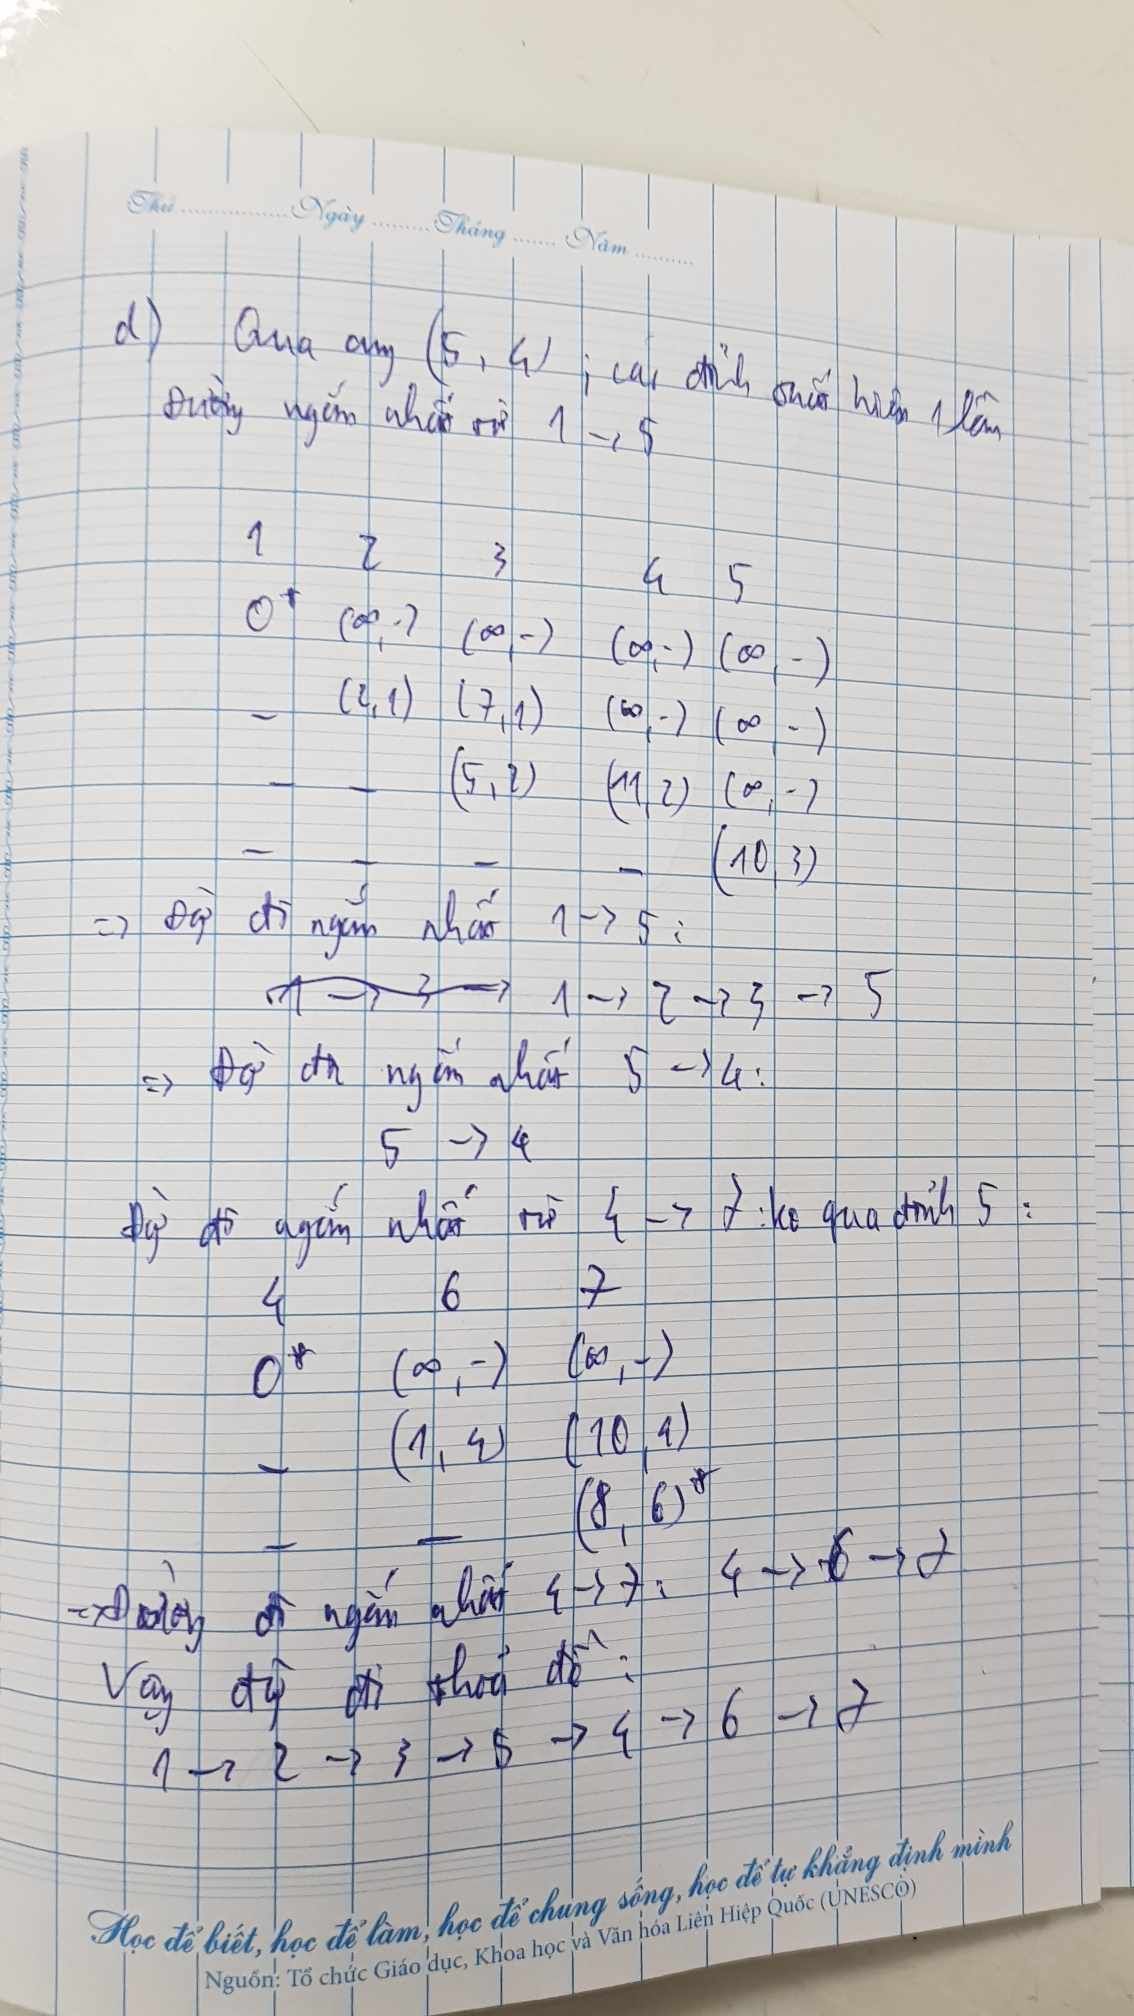 Thứ ............... Ngày ......... Tháng ....... Năm ..........
d) Qua cung (5, 4) ; các đỉnh xuất hiện 1 lần
Đường ngắn nhất từ 1 → 5
1 2 3 4 5
0* (∞,-) (∞,-) (∞,-) (∞,-)
- (2,1) (7,1) (∞,-) (∞,-)
- - (5,2) (11,2) (∞,-)
- - - - (10,3)
=> Đg đi ngắn nhất 1 → 5 :
1 → 3 → 1 → 2 → 3 → 5
=> Đg đi ngắn nhất 5 → 4 :
5 → 4
Đg đi ngắn nhất từ 4 → 7 : ko qua đỉnh 5 :
4 6 7
0* (∞,-) (∞,-)
- (1,4) (10,4)
- - (8,6)*
=> Đường đi ngắn nhất 4 → 7 : 4 → 6 → 7
Vậy đg đi thoả đề :
1 → 2 → 3 → 5 → 4 → 6 → 7
Học để biết, học để làm, học để chung sống, học để tự khẳng định mình
Nguồn: Tổ chức Giáo dục, Khoa học và Văn hóa Liên Hiệp Quốc (UNESCO)